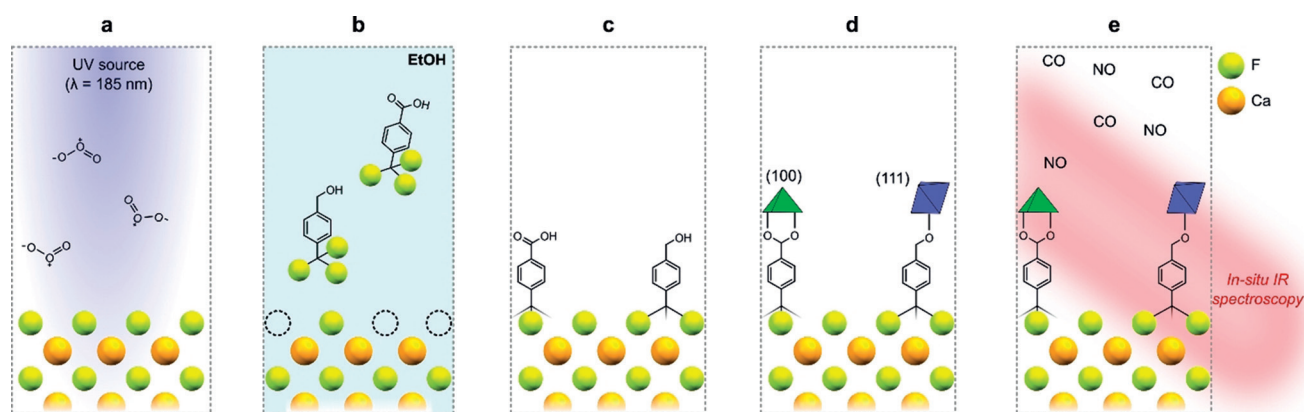 a
b
c
d
e
UV source
(λ = 185 nm)
-O O+ O
O O+ O-
-O O+ O
EtOH
O OH
OH
O OH
OH
(100)
(111)
O O
O
CO
NO
CO
CO
NO
NO
O O
O
In-situ IR
spectroscopy
F
Ca